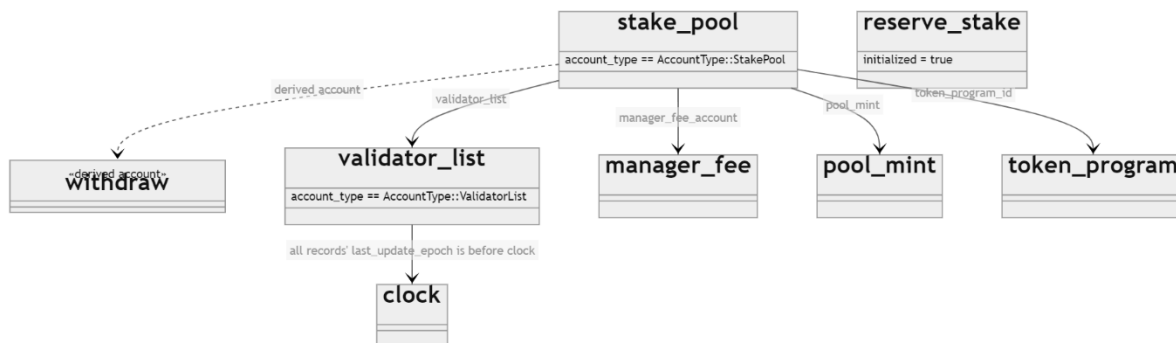 stake_pool
account_type == AccountType::StakePool
reserve_stake
initialized = true
derived account
validator_list
manager_fee_account
pool_mint
token_program_id
«derived account»
withdraw
validator_list
account_type == AccountType::ValidatorList
manager_fee
pool_mint
token_program
all records' last_update_epoch is before clock
clock